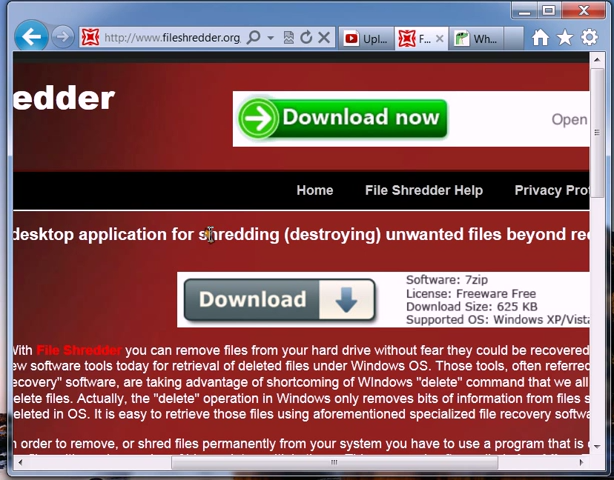 http://www.fileshredder.org
Upl...
F...
Wh...
edder
Download now
Open
Home
File Shredder Help
Privacy Pro
desktop application for shredding (destroying) unwanted files beyond rec
Download
Software: 7zip
License: Freeware Free
Download Size: 625 KB
Supported OS: Windows XP/Vista
With File Shredder you can remove files from your hard drive without fear they could be recovered
ew software tools today for retrieval of deleted files under Windows OS. Those tools, often referred
ecovery" software, are taking advantage of shortcoming of WIndows "delete" command that we all
elete files. Actually, the "delete" operation in Windows only removes bits of information from files s
eleted in OS. It is easy to retrieve those files using aforementioned specialized file recovery softwa
n order to remove, or shred files permanently from your system you have to use a program that is